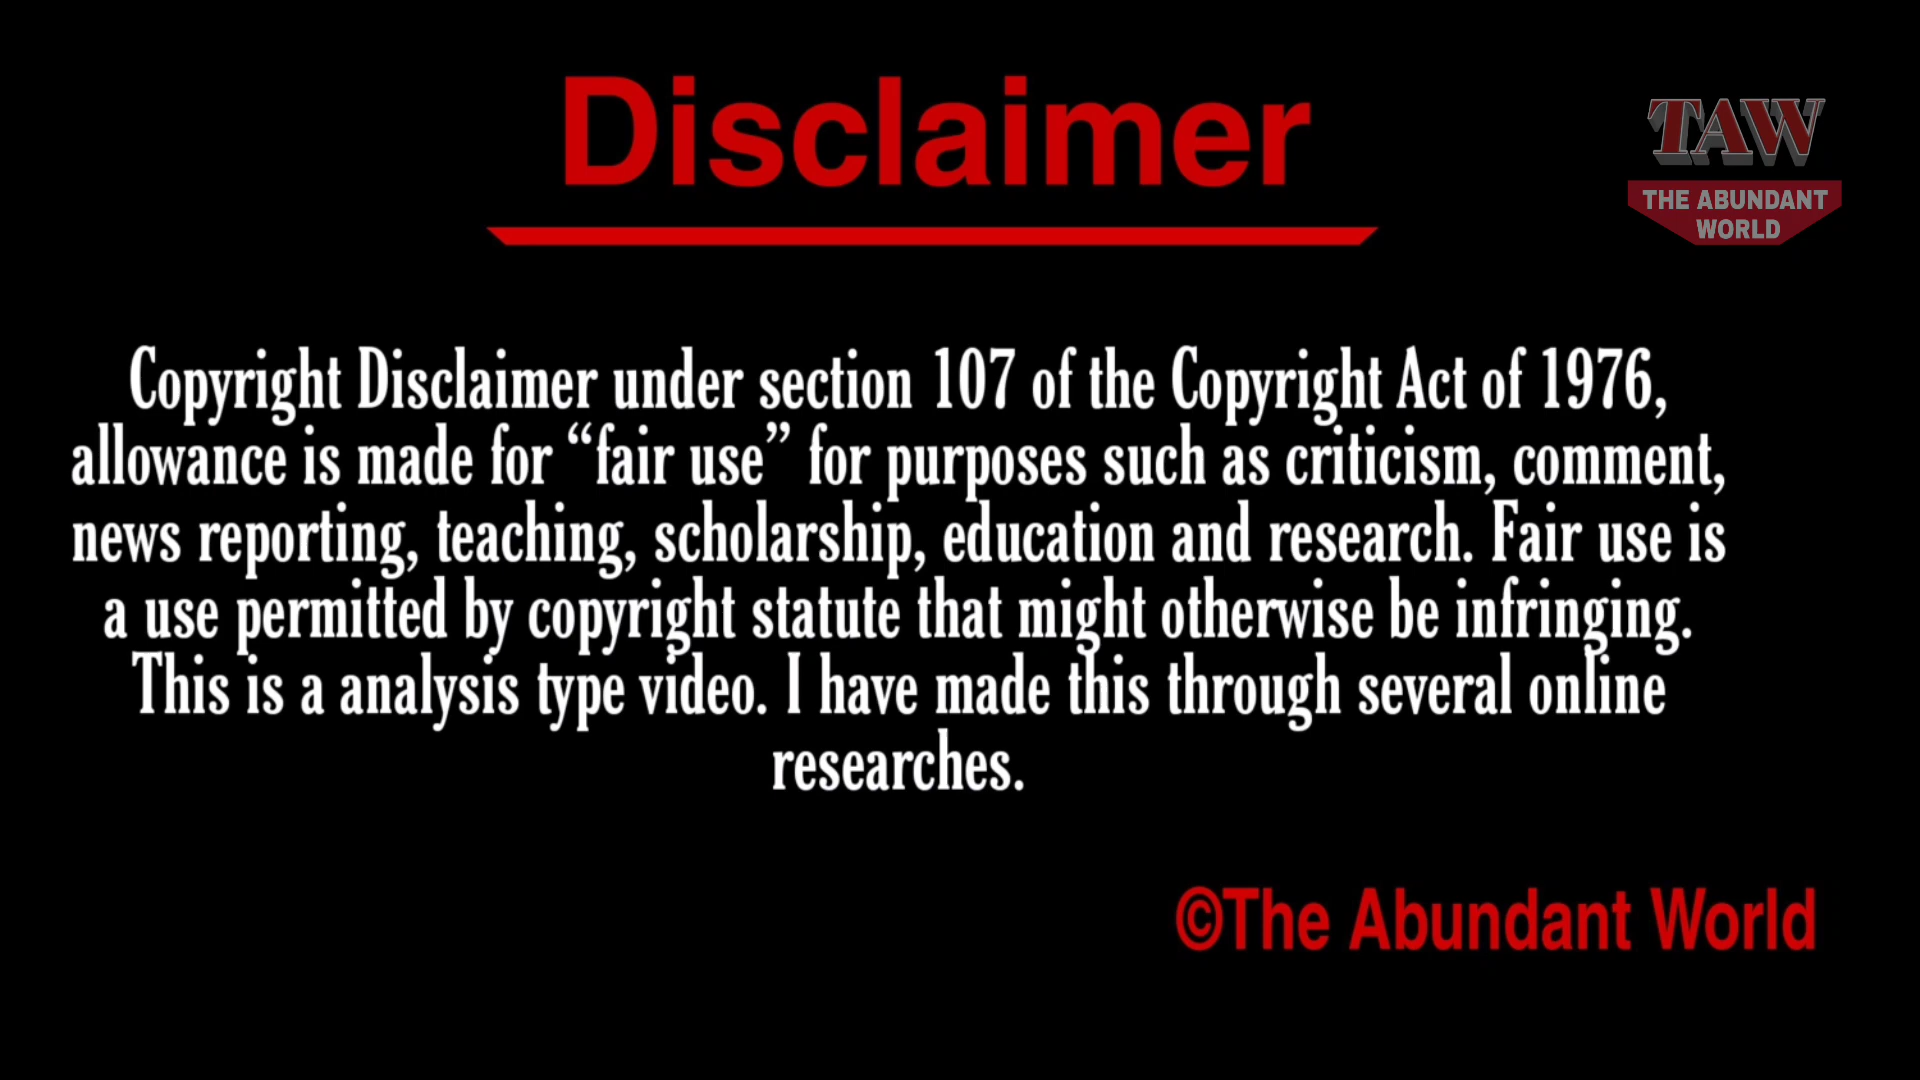 Disclaimer
TAW
THE ABUNDANT
WORLD
Copyright Disclaimer under section 107 of the Copyright Act of 1976,
allowance is made for “fair use” for purposes such as criticism, comment,
news reporting, teaching, scholarship, education and research. Fair use is
a use permitted by copyright statute that might otherwise be infringing.
This is a analysis type video. I have made this through several online
researches.
©The Abundant World